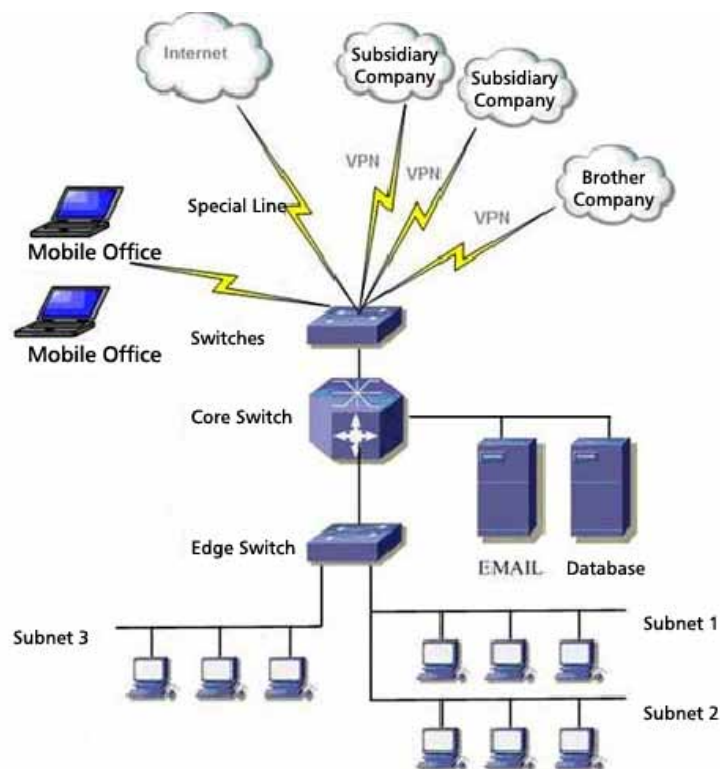 Internet
Subsidiary
Company
Subsidiary
Company
VPN
VPN
Brother
Company
Special Line
VPN
Mobile Office
Mobile Office
Switches
Core Switch
Edge Switch
EMAIL
Database
Subnet 3
Subnet 1
Subnet 2